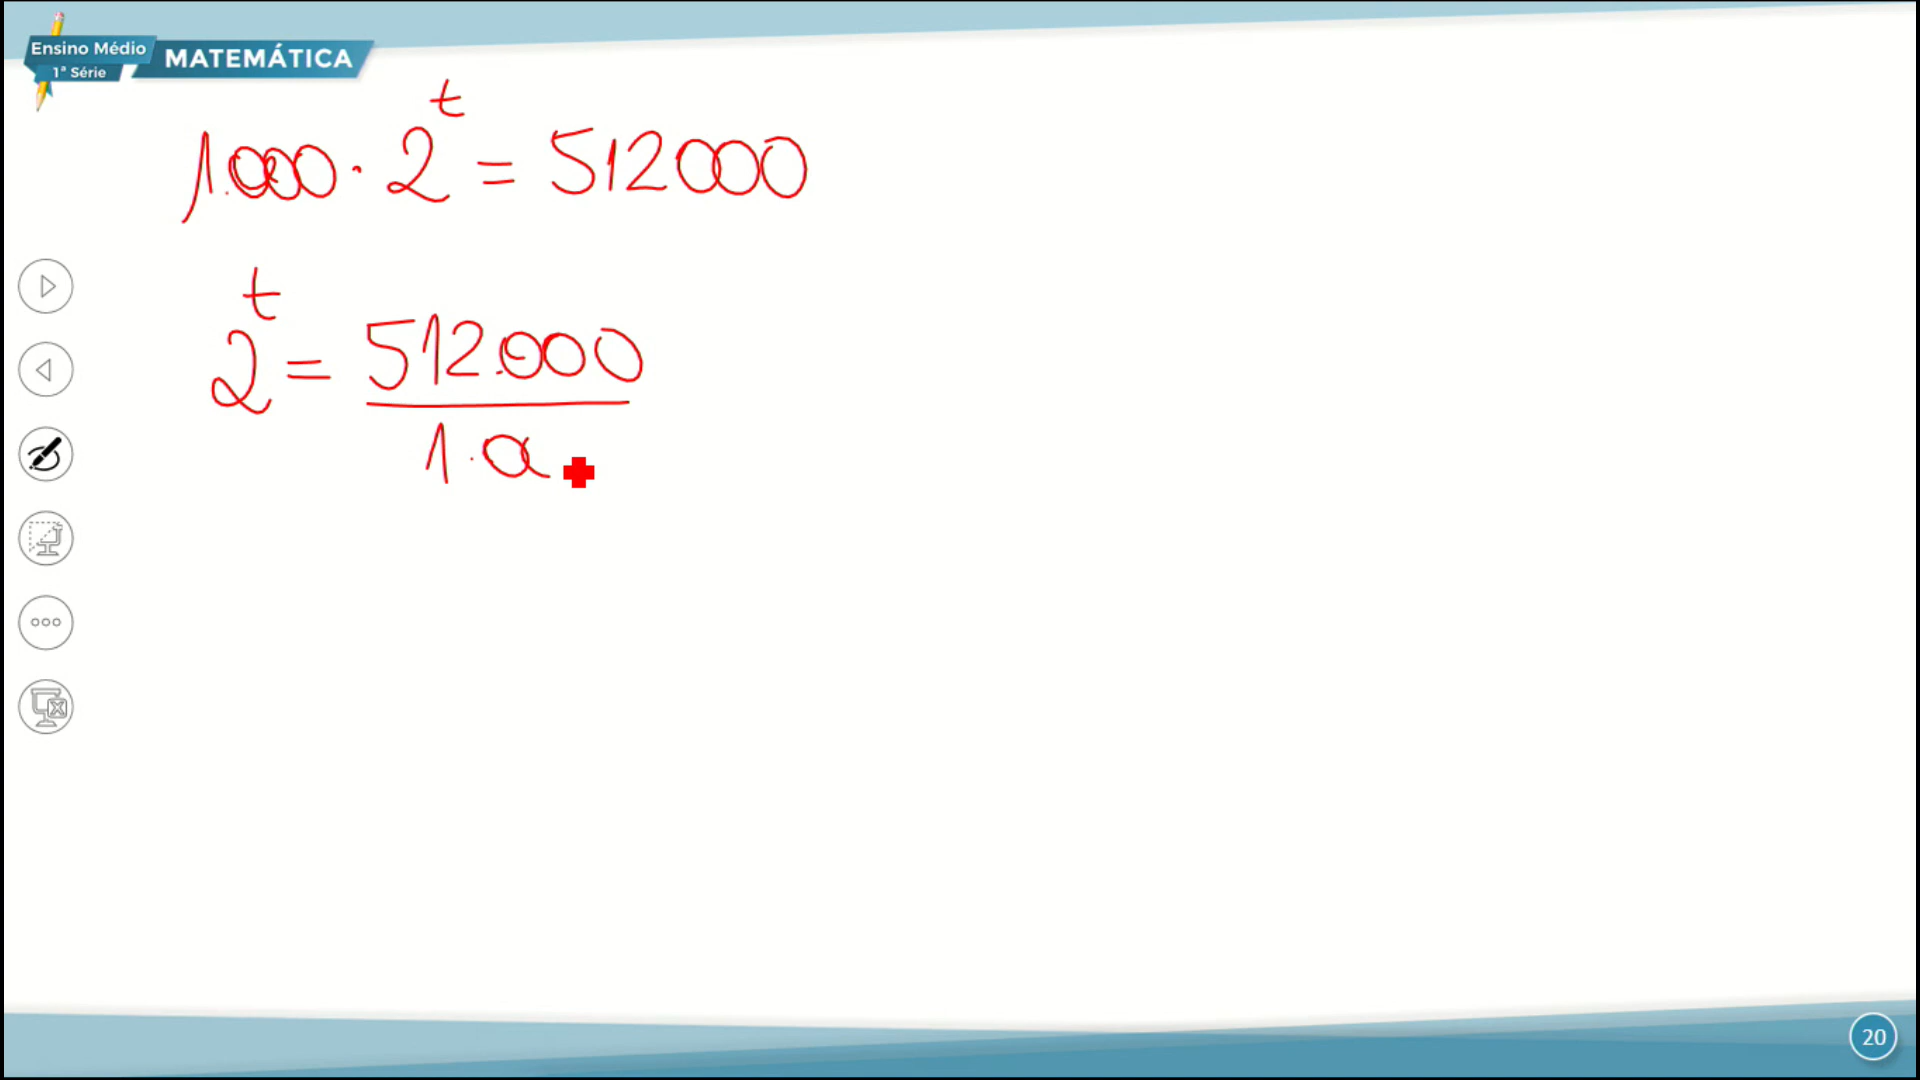 Ensino Médio
1ª Série
MATEMÁTICA
1.000 · 2^t = 512000
2^t = 512.000
1.0
20